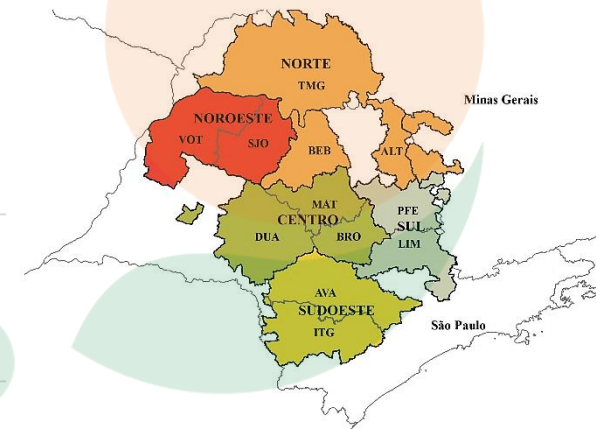 NORTE
TMG
Minas Gerais
NOROESTE
VOT
SJO
BEB
ALT
MAT
CENTRO
DUA
BRO
PFE
SUL
LIM
AVA
SUDOESTE
ITG
São Paulo